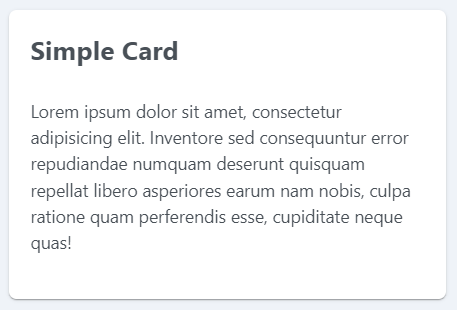 Simple Card
Lorem ipsum dolor sit amet, consectetur
adipisicing elit. Inventore sed consequuntur error
repudiandae numquam deserunt quisquam
repellat libero asperiores earum nam nobis, culpa
ratione quam perferendis esse, cupiditate neque
quas!